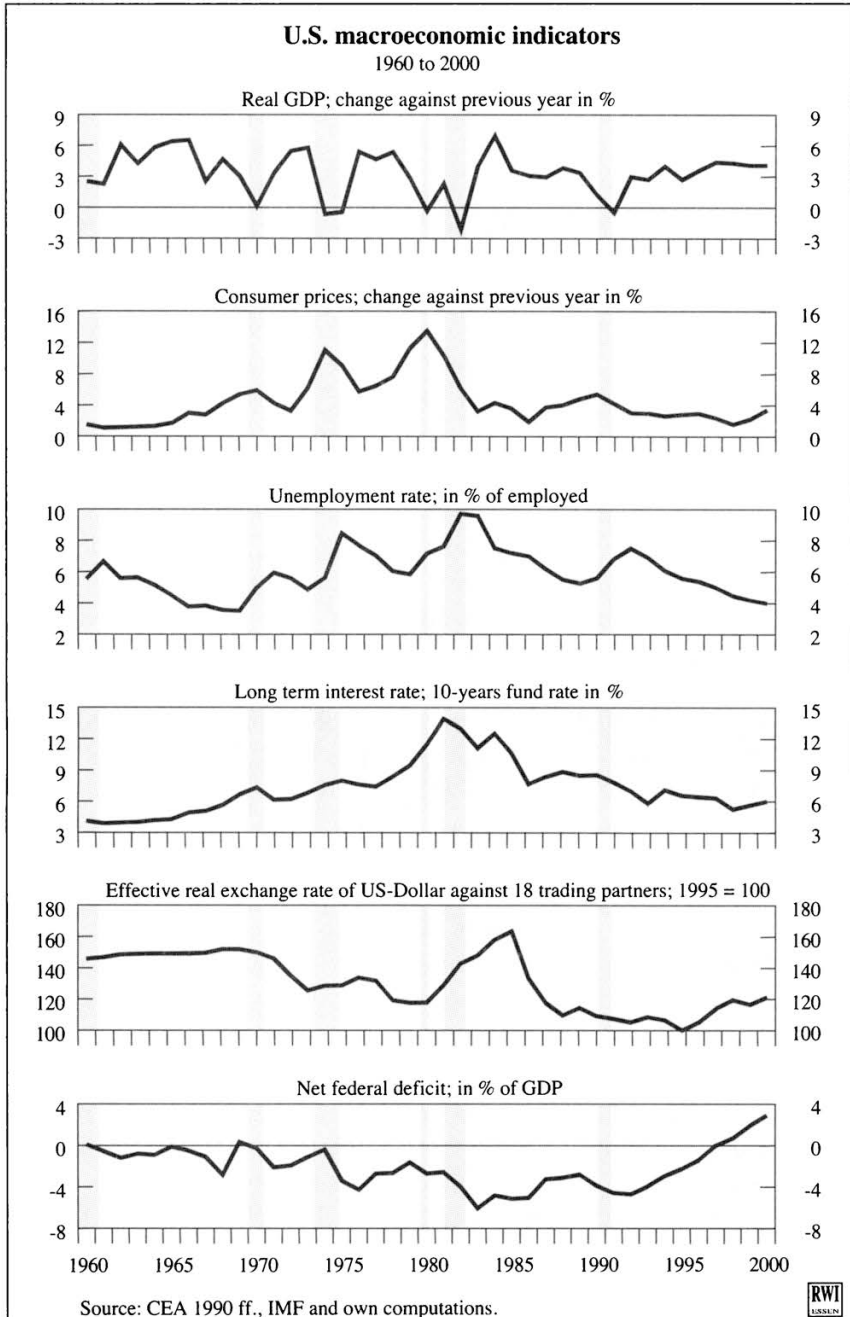 U.S. macroeconomic indicators
1960 to 2000
Real GDP; change against previous year in %
9 9
6 6
3 3
0 0
-3 -3
Consumer prices; change against previous year in %
16 16
12 12
8 8
4 4
0 0
Unemployment rate; in % of employed
10 10
8 8
6 6
4 4
2 2
Long term interest rate; 10-years fund rate in %
15 15
12 12
9 9
6 6
3 3
Effective real exchange rate of US-Dollar against 18 trading partners; 1995 = 100
180 180
160 160
140 140
120 120
100 100
Net federal deficit; in % of GDP
4 4
0 0
-4 -4
-8 -8
1960 1965 1970 1975 1980 1985 1990 1995 2000
Source: CEA 1990 ff., IMF and own computations.
RWI
ESSEN